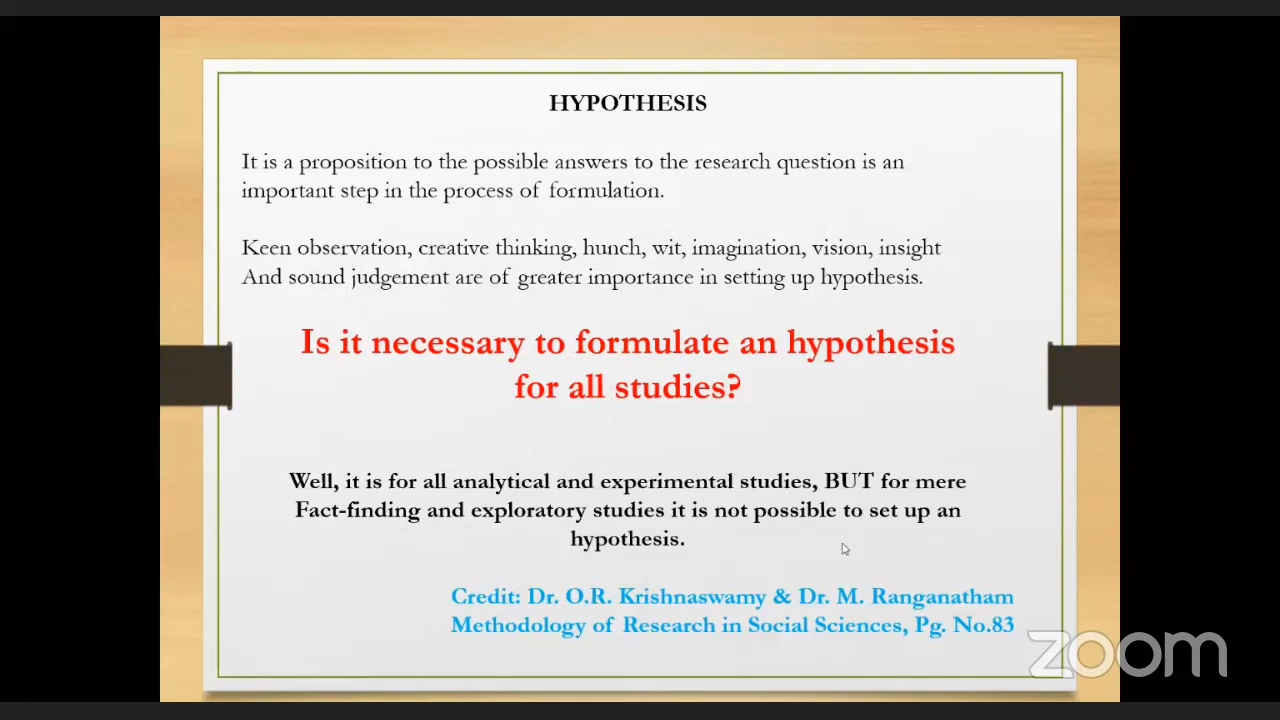 HYPOTHESIS
It is a proposition to the possible answers to the research question is an
important step in the process of formulation.
Keen observation, creative thinking, hunch, wit, imagination, vision, insight
And sound judgement are of greater importance in setting up hypothesis.
Is it necessary to formulate an hypothesis
for all studies?
Well, it is for all analytical and experimental studies, BUT for mere
Fact-finding and exploratory studies it is not possible to set up an
hypothesis.
Credit: Dr. O.R. Krishnaswamy & Dr. M. Ranganatham
Methodology of Research in Social Sciences, Pg. No.83
zoom